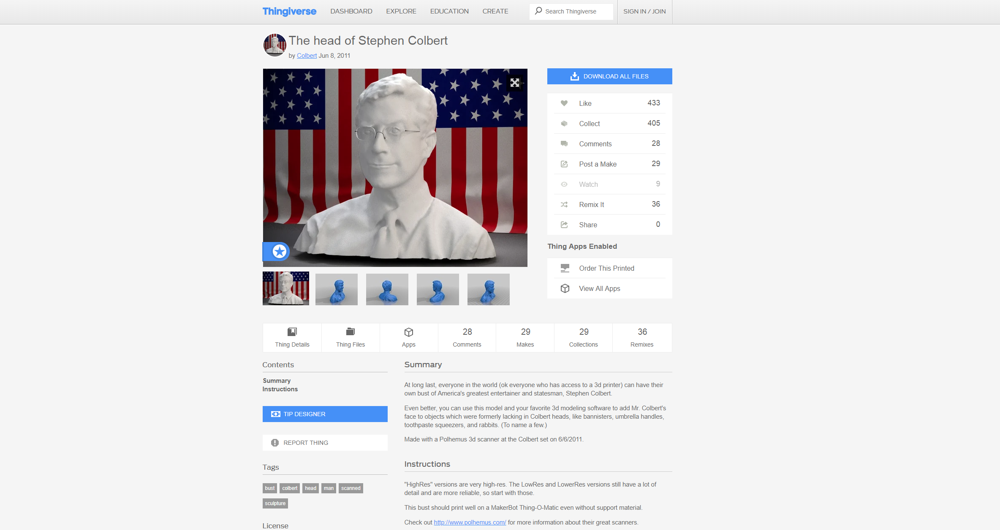 Thingiverse
DASHBOARD
EXPLORE
EDUCATION
CREATE
Search Thingiverse
SIGN IN / JOIN
The head of Stephen Colbert
by Colbert Jun 8, 2011
DOWNLOAD ALL FILES
Like 433
Collect 405
Comments 28
Post a Make 29
Watch 9
Remix It 36
Share 0
Thing Apps Enabled
Order This Printed
View All Apps
Thing Details
Thing Files
Apps
28 Comments
29 Makes
29 Collections
36 Remixes
Contents
Summary
Instructions
TIP DESIGNER
REPORT THING
Tags
bust colbert head man scanned
sculpture
License
Summary
At long last, everyone in the world (ok everyone who has access to a 3d printer) can have their
own bust of America's greatest entertainer and statesman, Stephen Colbert.
Even better, you can use this model and your favorite 3d modeling software to add Mr. Colbert's
face to objects which were formerly lacking in Colbert heads, like bannisters, umbrella handles,
toothpaste squeezers, and rabbits. (To name a few.)
Made with a Polhemus 3d scanner at the Colbert set on 6/6/2011.
Instructions
"HighRes" versions are very high-res. The LowRes and LowerRes versions still have a lot of
detail and are more reliable, so start with those.
This bust should print well on a MakerBot Thing-O-Matic even without support material.
Check out http://www.polhemus.com/ for more information about their great scanners.